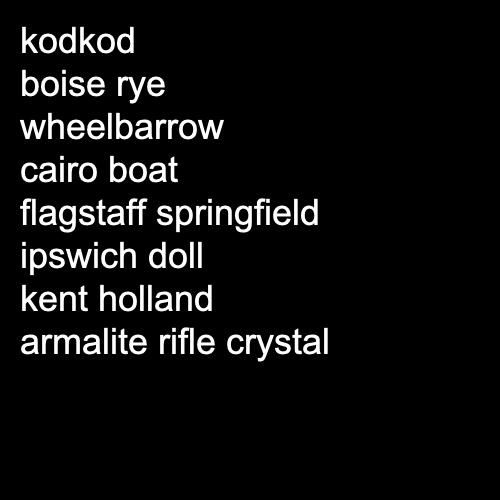 kodkod
boise rye
wheelbarrow
cairo boat
flagstaff springfield
ipswich doll
kent holland
armalite rifle crystal